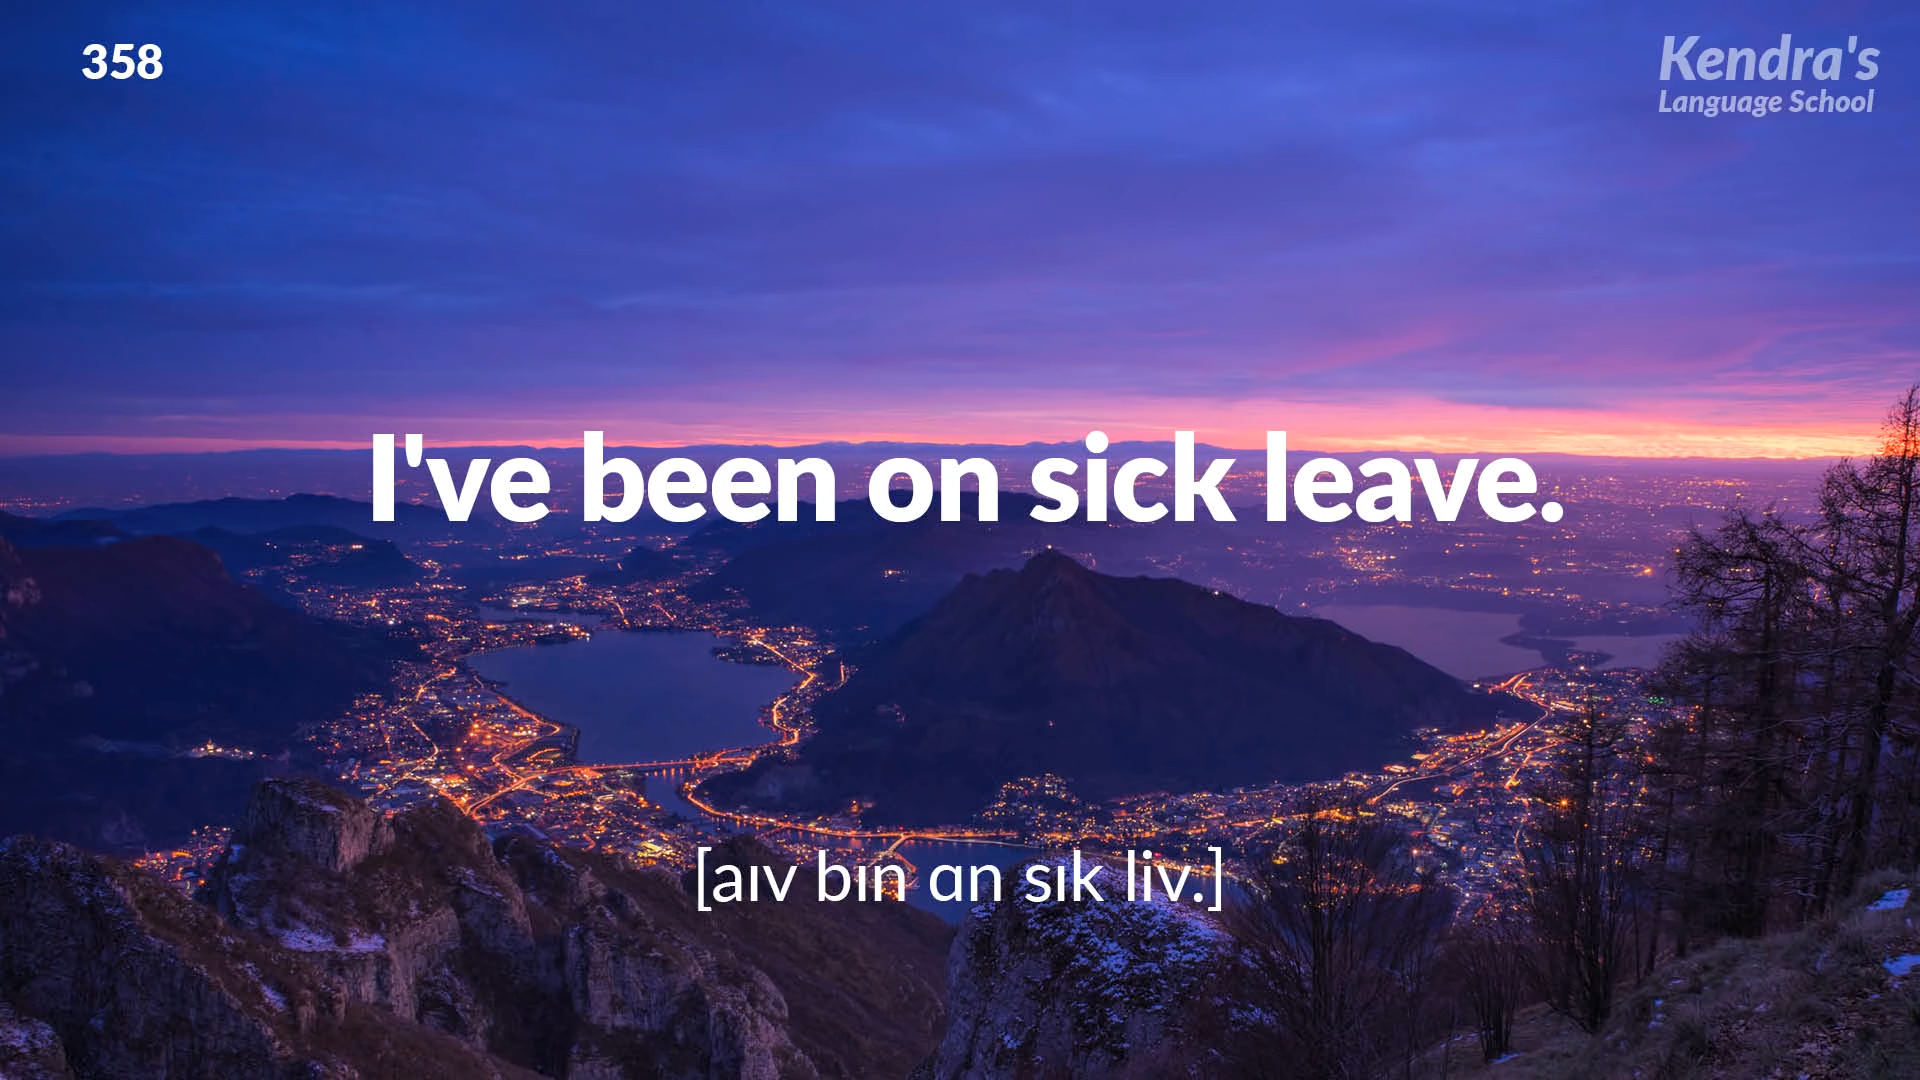 358
Kendra's
Language School
I've been on sick leave.
[aɪv bɪn ɑn sɪk liv.]